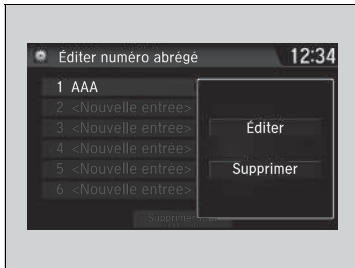 Éditer numéro abrégé 12:34
1 AAA
2 <Nouvelle entrée>
3 <Nouvelle entrée>
4 <Nouvelle entrée>
5 <Nouvelle entrée>
6 <Nouvelle entrée>
Éditer
Supprimer
Supprimer